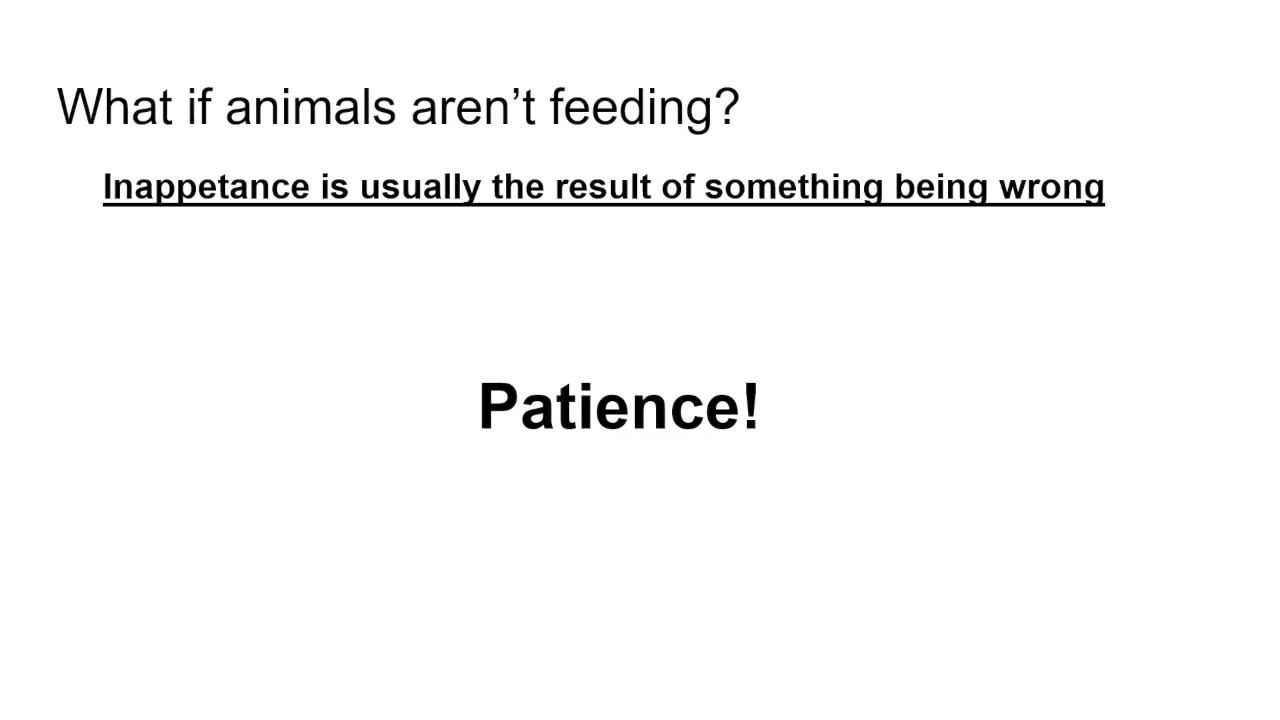 What if animals aren’t feeding?
Inappetance is usually the result of something being wrong
Patience!